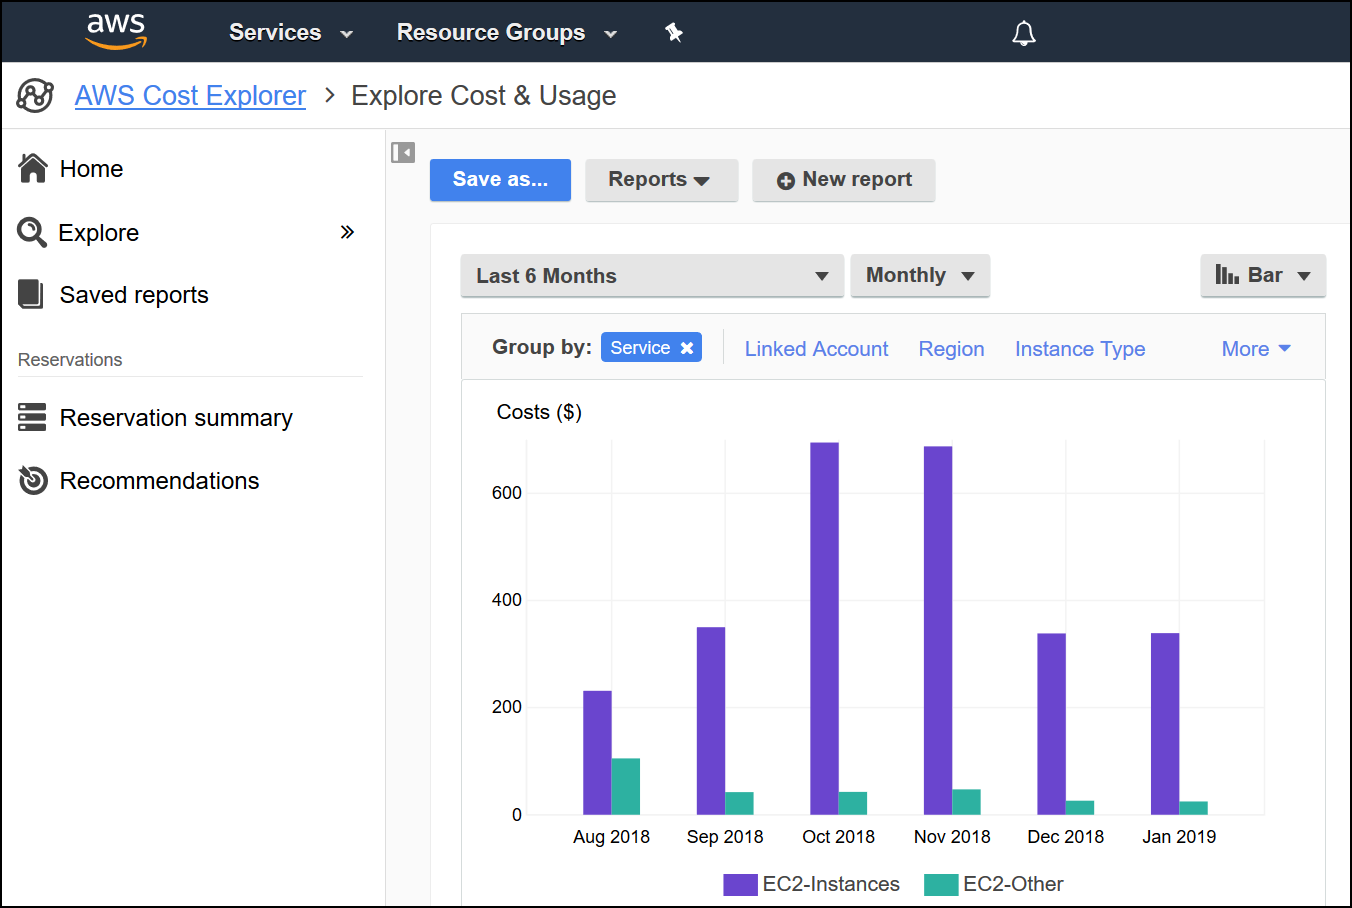 aws Services Resource Groups
AWS Cost Explorer > Explore Cost & Usage
Home
Explore »
Saved reports
Reservations
Reservation summary
Recommendations
Save as... Reports New report
Last 6 Months Monthly Bar
Group by: Service × Linked Account Region Instance Type More
Costs ($)
600
400
200
0
Aug 2018 Sep 2018 Oct 2018 Nov 2018 Dec 2018 Jan 2019
EC2-Instances EC2-Other